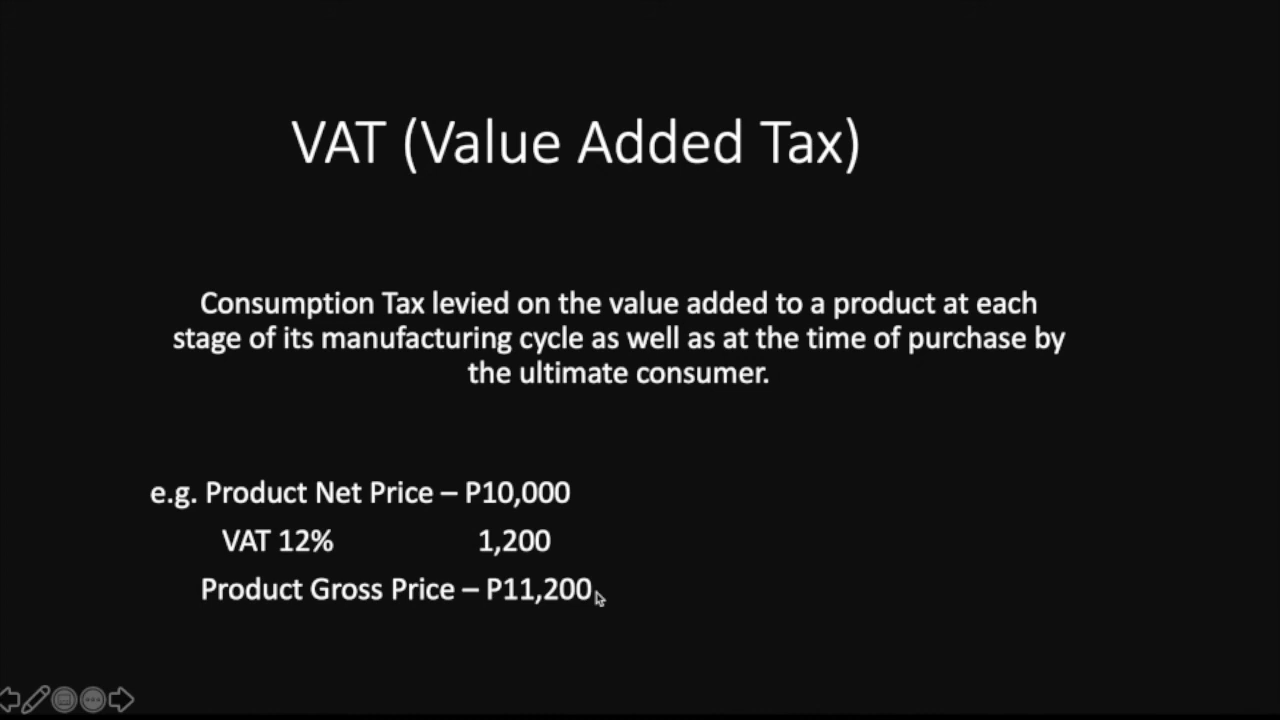 VAT (Value Added Tax)
Consumption Tax levied on the value added to a product at each
stage of its manufacturing cycle as well as at the time of purchase by
the ultimate consumer.
e.g. Product Net Price – P10,000
VAT 12% 1,200
Product Gross Price – P11,200